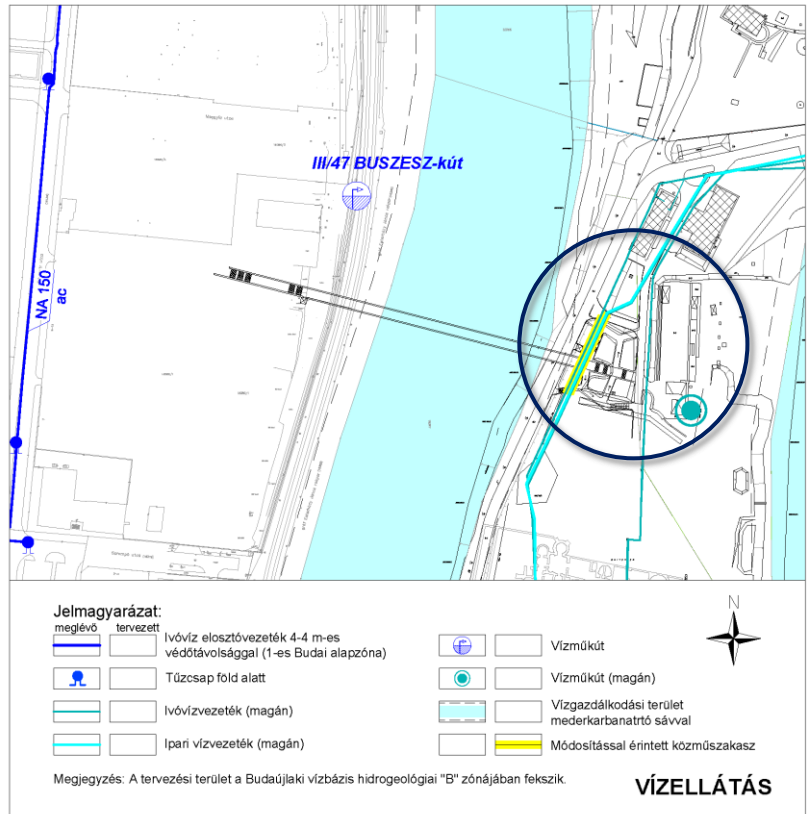 III/47 BUSZESZ-kút
NA 150
ac
Jelmagyarázat:
meglévő tervezett
Ivóvíz elosztóvezeték 4-4 m-es
védőtávolsággal (1-es Budai alapzóna)
Tűzcsap föld alatt
Ivóvízvezeték (magán)
Ipari vízvezeték (magán)
N
Vízműkút
Vízműkút (magán)
Vízgazdálkodási terület
mederkarbanatrtó sávval
Módosítással érintett közműszakasz
Megjegyzés: A tervezési terület a Budaújlaki vízbázis hidrogeológiai "B" zónájában fekszik.
VÍZELLÁTÁS